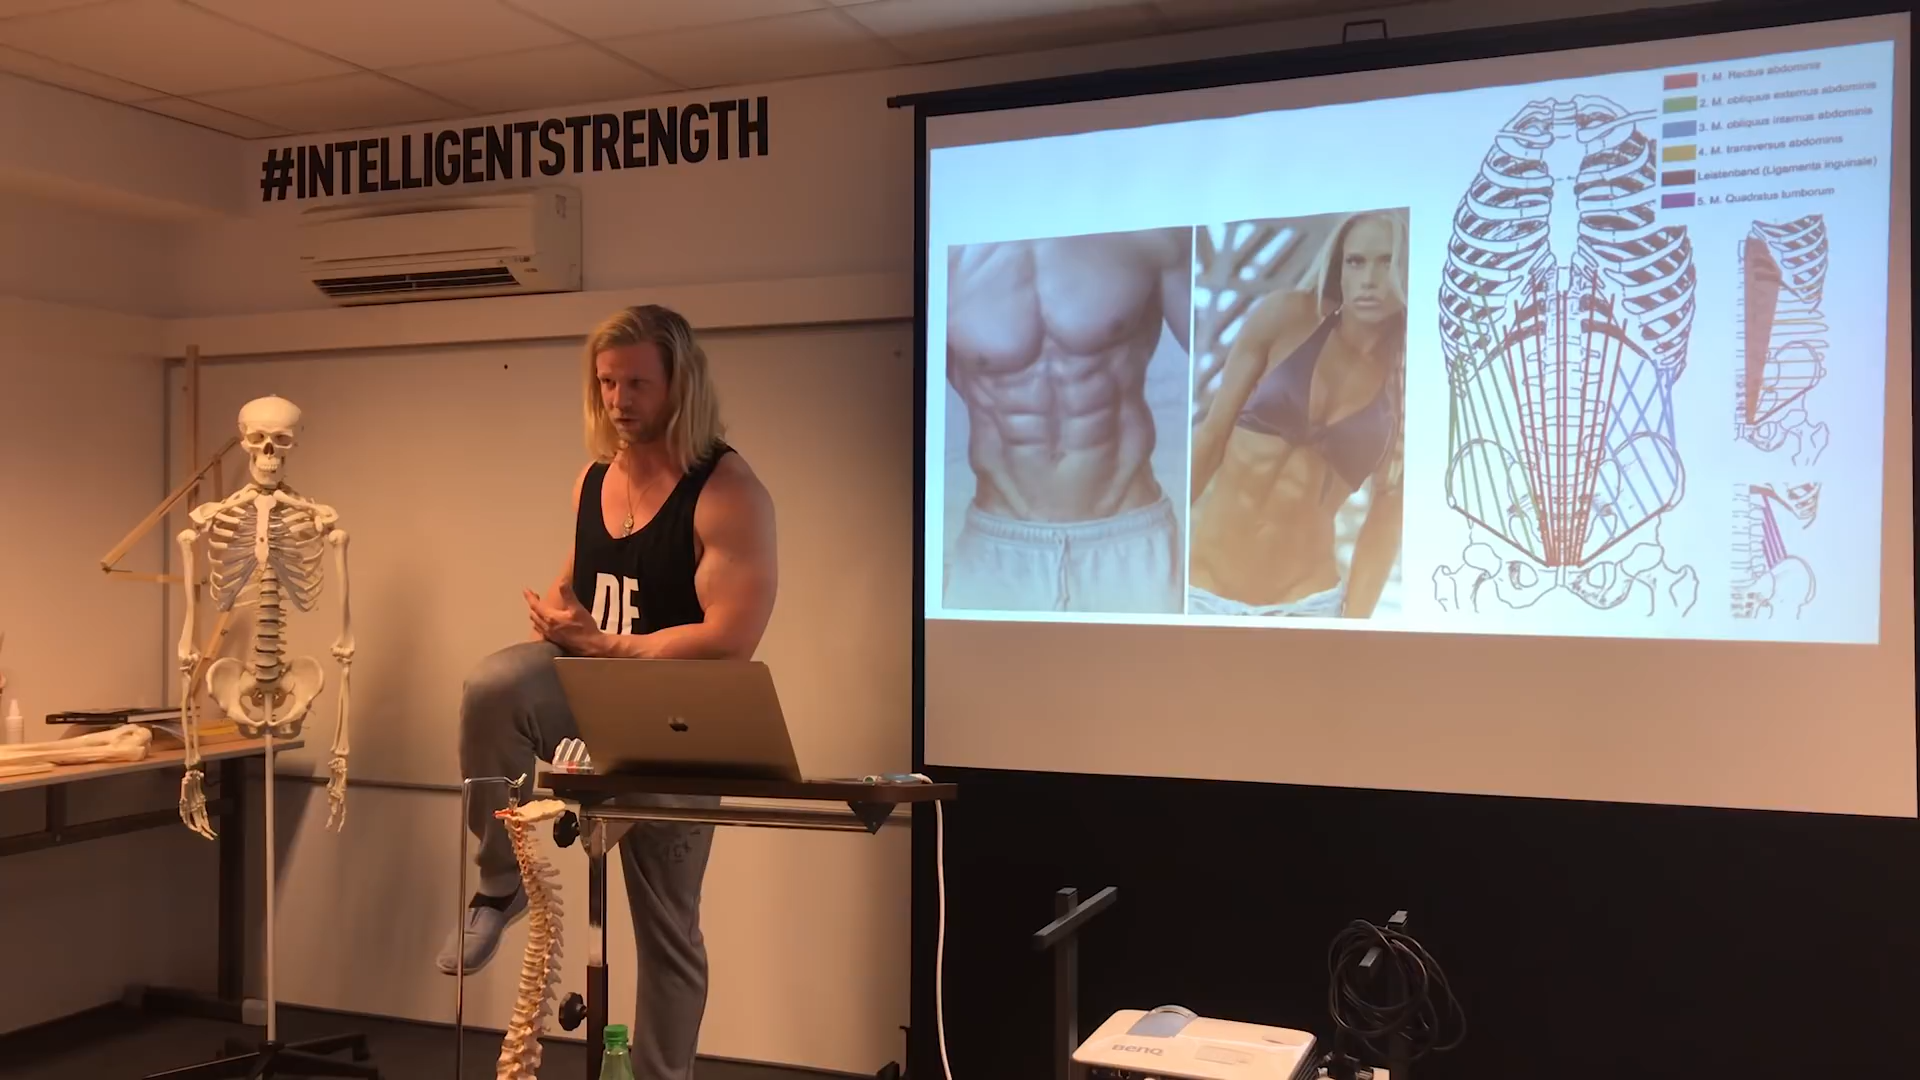 #INTELLIGENTSTRENGTH
1. M. Rectus abdominis
2. M. obliquus externus abdominis
3. M. obliquus internus abdominis
4. M. transversus abdominis
Leistenband (Ligamenta inguinale)
5. M. Quadratus lumborum
DE
BenQ